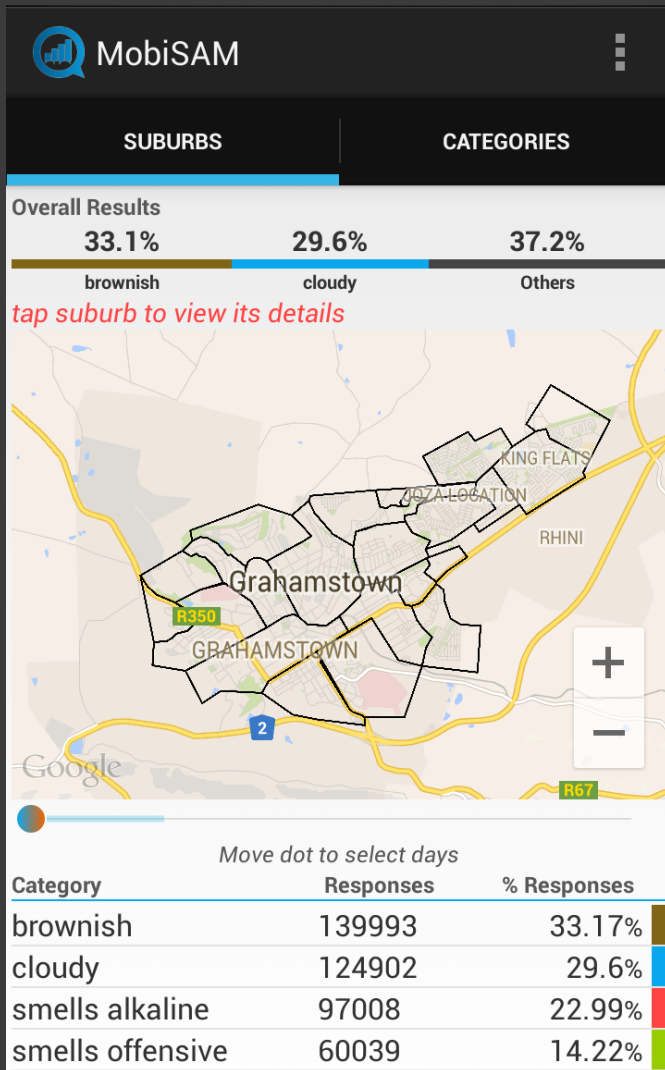 MobiSAM
SUBURBS CATEGORIES
Overall Results
33.1% 29.6% 37.2%
brownish cloudy Others
tap suburb to view its details
KING FLATS
JOZA LOCATION
RHINI
Grahamstown
R350
GRAHAMSTOWN
2
Google
R67
Move dot to select days
Category Responses % Responses
brownish 139993 33.17%
cloudy 124902 29.6%
smells alkaline 97008 22.99%
smells offensive 60039 14.22%